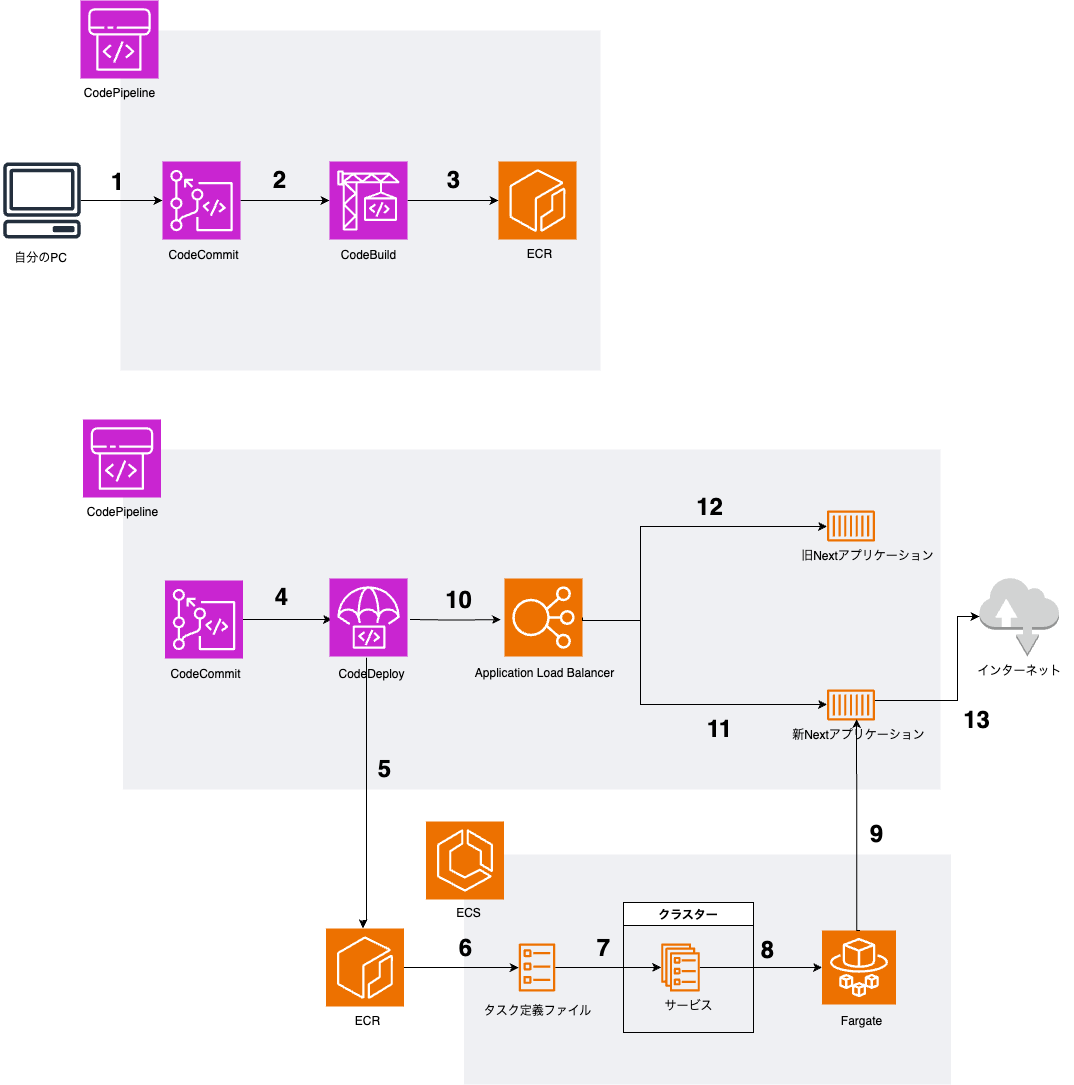 CodePipeline
1
2
3
自分のPC
CodeCommit
CodeBuild
ECR
CodePipeline
12
旧Nextアプリケーション
4
10
CodeCommit
CodeDeploy
Application Load Balancer
インターネット
11
新Nextアプリケーション
13
5
9
ECS
クラスター
6
7
8
タスク定義ファイル
サービス
ECR
Fargate